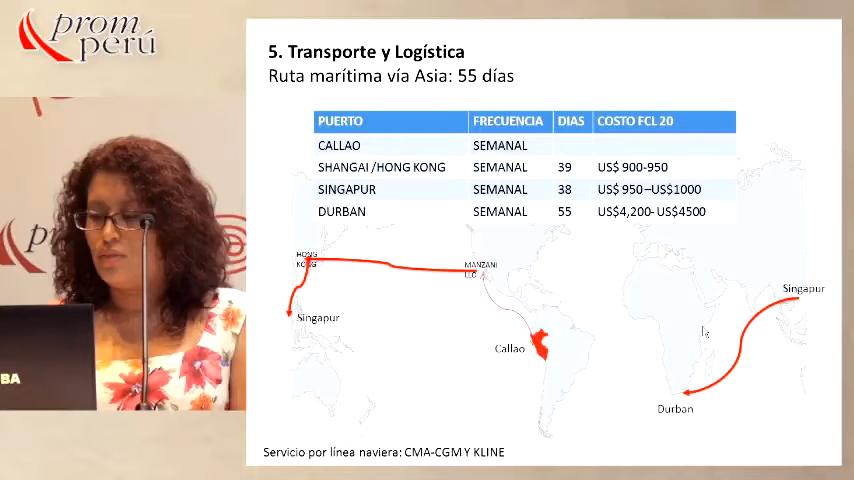 prom
perú
5. Transporte y Logística
Ruta marítima vía Asia: 55 días
PUERTO FRECUENCIA DIAS COSTO FCL 20
CALLAO SEMANAL
SHANGAI /HONG KONG SEMANAL 39 US$ 900-950
SINGAPUR SEMANAL 38 US$ 950 –US$1000
DURBAN SEMANAL 55 US$4,200- US$4500
HONG
KONG
MANZANI
LLO
Singapur
Singapur
Callao
Durban
Servicio por línea naviera: CMA-CGM Y KLINE
BA